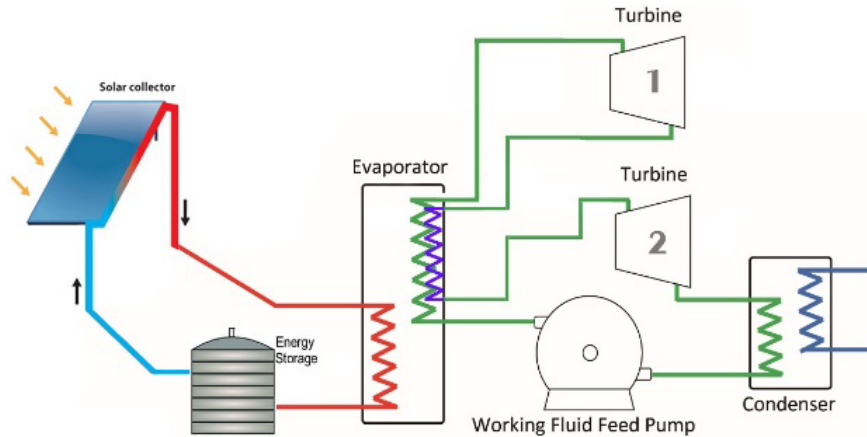 Turbine
Solar collector
1
Evaporator
Turbine
2
Energy
Storage
Working Fluid Feed Pump
Condenser